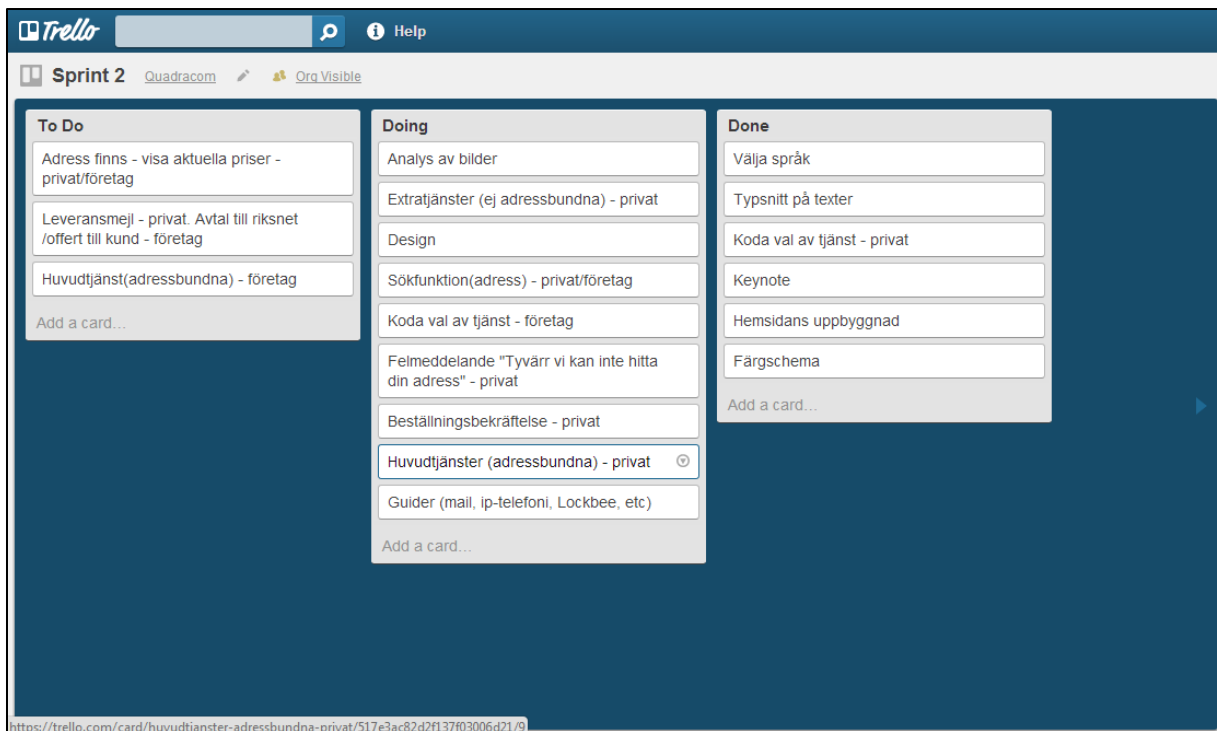 Trello
Help
Sprint 2
Quadracom
Org Visible
To Do
Adress finns - visa aktuella priser -
privat/företag
Leveransmejl - privat. Avtal till riksnet
/offert till kund - företag
Huvudtjänst(adressbundna) - företag
Add a card...
Doing
Analys av bilder
Extratjänster (ej adressbundna) - privat
Design
Sökfunktion(adress) - privat/företag
Koda val av tjänst - företag
Felmeddelande "Tyvärr vi kan inte hitta
din adress" - privat
Beställningsbekräftelse - privat
Huvudtjänster (adressbundna) - privat
Guider (mail, ip-telefoni, Lockbee, etc)
Add a card...
Done
Välja språk
Typsnitt på texter
Koda val av tjänst - privat
Keynote
Hemsidans uppbyggnad
Färgschema
Add a card...
https://trello.com/card/huvudtjanster-adressbundna-privat/517e3ac82d2f137f03006d21/9